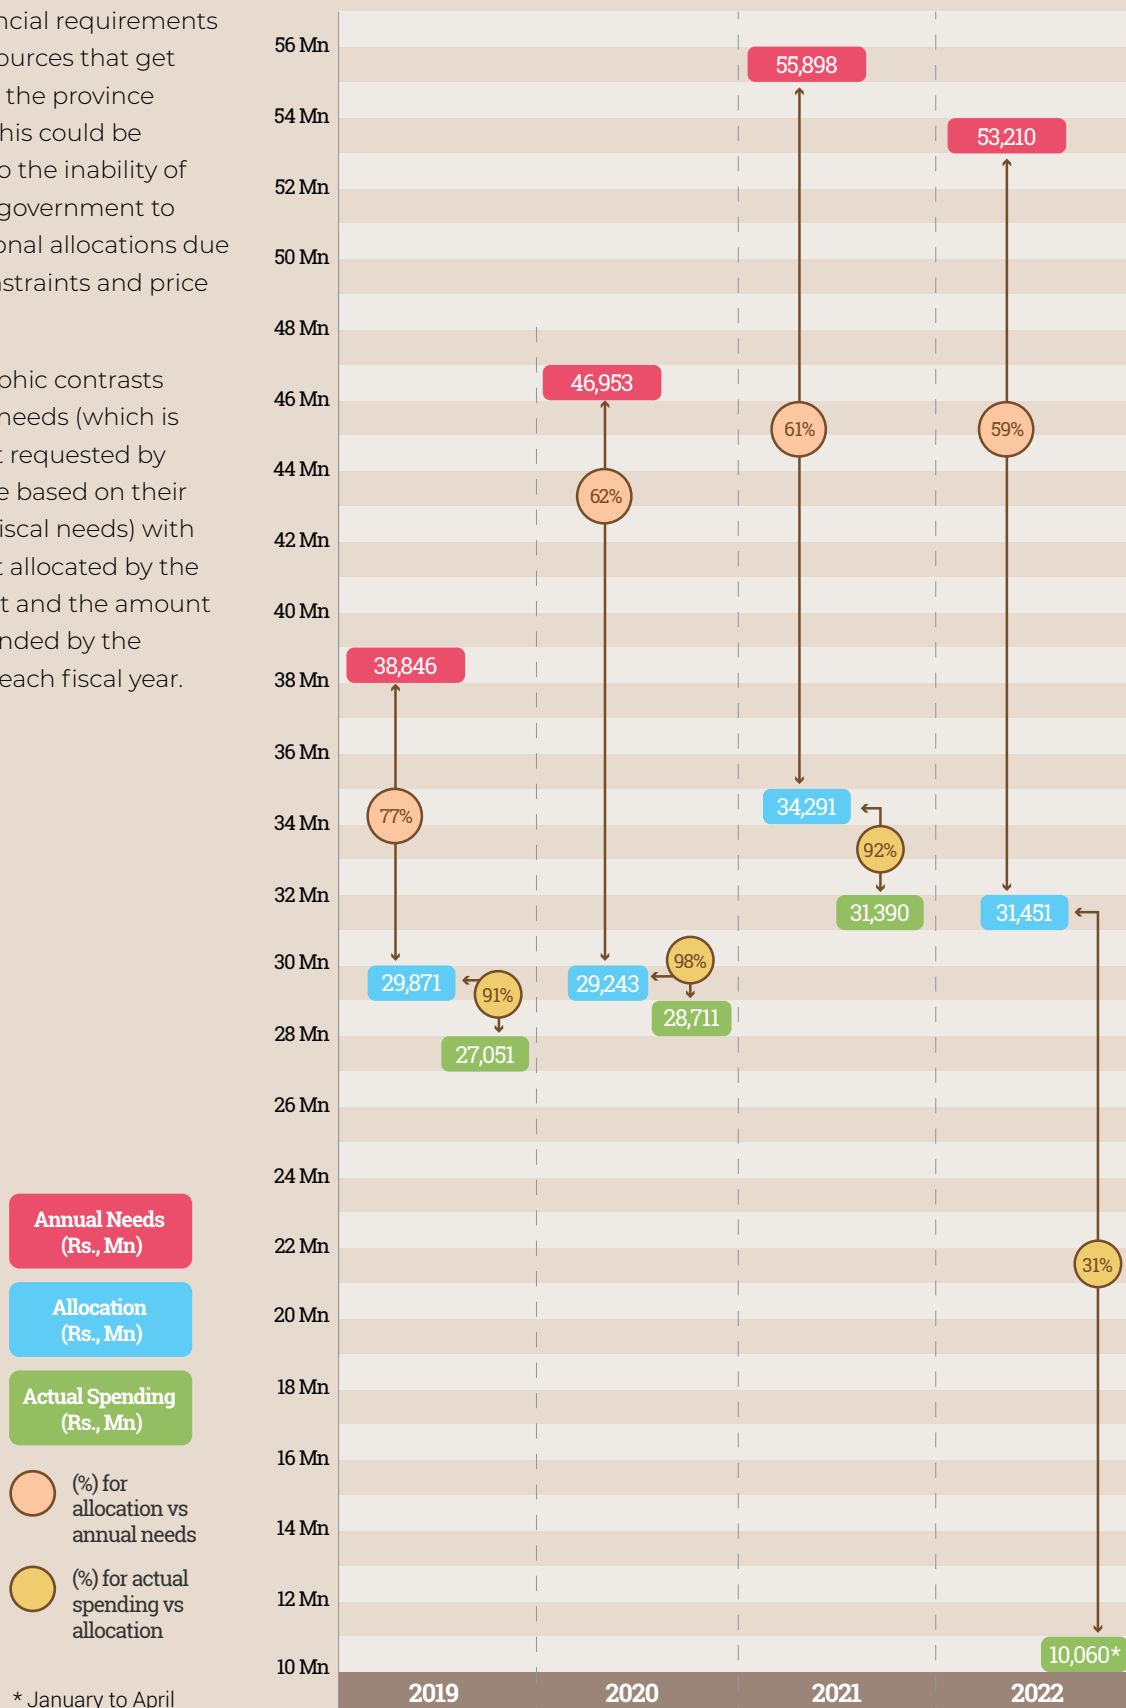 ncial requirements
ources that get
the province
his could be
o the inability of
government to
onal allocations due
straints and price
phic contrasts
needs (which is
t requested by
e based on their
iscal needs) with
t allocated by the
t and the amount
nded by the
each fiscal year.
56 Mn
54 Mn
52 Mn
50 Mn
48 Mn
46 Mn
44 Mn
42 Mn
40 Mn
38 Mn
36 Mn
34 Mn
32 Mn
30 Mn
28 Mn
26 Mn
24 Mn
22 Mn
20 Mn
18 Mn
16 Mn
14 Mn
12 Mn
10 Mn
38,846
77%
29,871
91%
27,051
46,953
62%
29,243
98%
28,711
55,898
61%
34,291
92%
31,390
53,210
59%
31,451
31%
10,060*
2019
2020
2021
2022
Annual Needs
(Rs., Mn)
Allocation
(Rs., Mn)
Actual Spending
(Rs., Mn)
(%) for
allocation vs
annual needs
(%) for actual
spending vs
allocation
* January to April